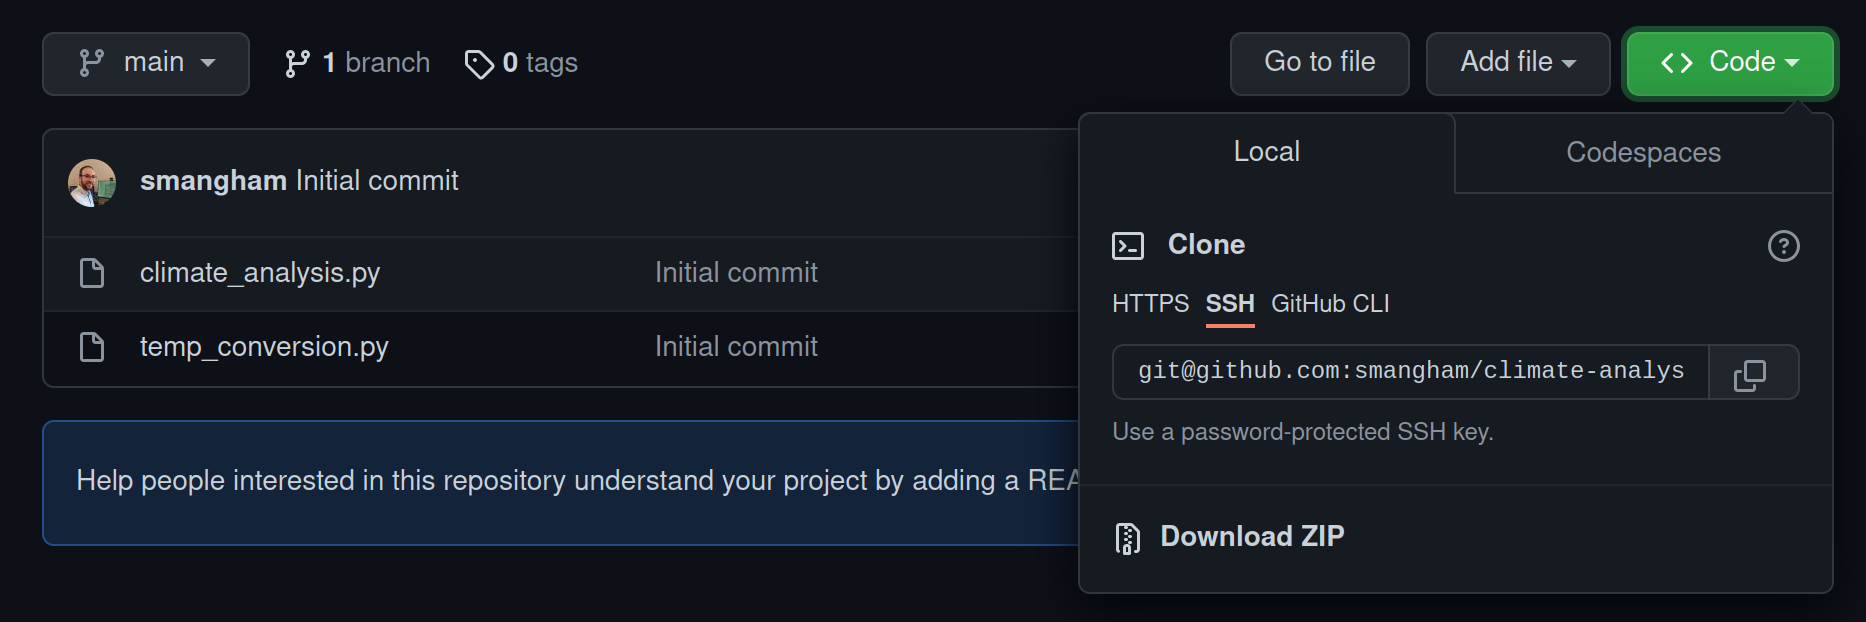 main 1 branch 0 tags Go to file Add file Code
Local Codespaces
smangham Initial commit
Clone
climate_analysis.py Initial commit
HTTPS SSH GitHub CLI
temp_conversion.py Initial commit
git@github.com:smangham/climate-analys
Use a password-protected SSH key.
Help people interested in this repository understand your project by adding a REA
Download ZIP